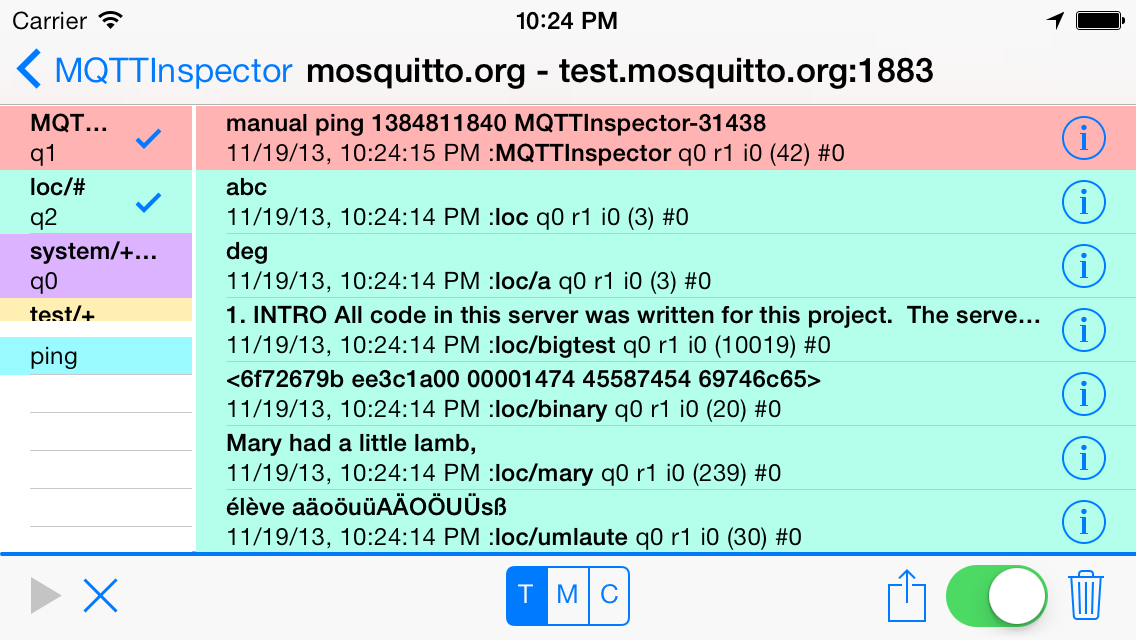 Carrier 10:24 PM
MQTTInspector mosquitto.org - test.mosquitto.org:1883
MQT...
q1
loc/#
q2
system/+...
q0
test/+
ping
manual ping 1384811840 MQTTInspector-31438
11/19/13, 10:24:15 PM :MQTTInspector q0 r1 i0 (42) #0
abc
11/19/13, 10:24:14 PM :loc q0 r1 i0 (3) #0
deg
11/19/13, 10:24:14 PM :loc/a q0 r1 i0 (3) #0
1. INTRO All code in this server was written for this project.  The serve...
11/19/13, 10:24:14 PM :loc/bigtest q0 r1 i0 (10019) #0
<6f72679b ee3c1a00 00001474 45587454 69746c65>
11/19/13, 10:24:14 PM :loc/binary q0 r1 i0 (20) #0
Mary had a little lamb,
11/19/13, 10:24:14 PM :loc/mary q0 r1 i0 (239) #0
élève aäoöuüAÄOÖUÜsß
11/19/13, 10:24:14 PM :loc/umlaute q0 r1 i0 (30) #0
T M C